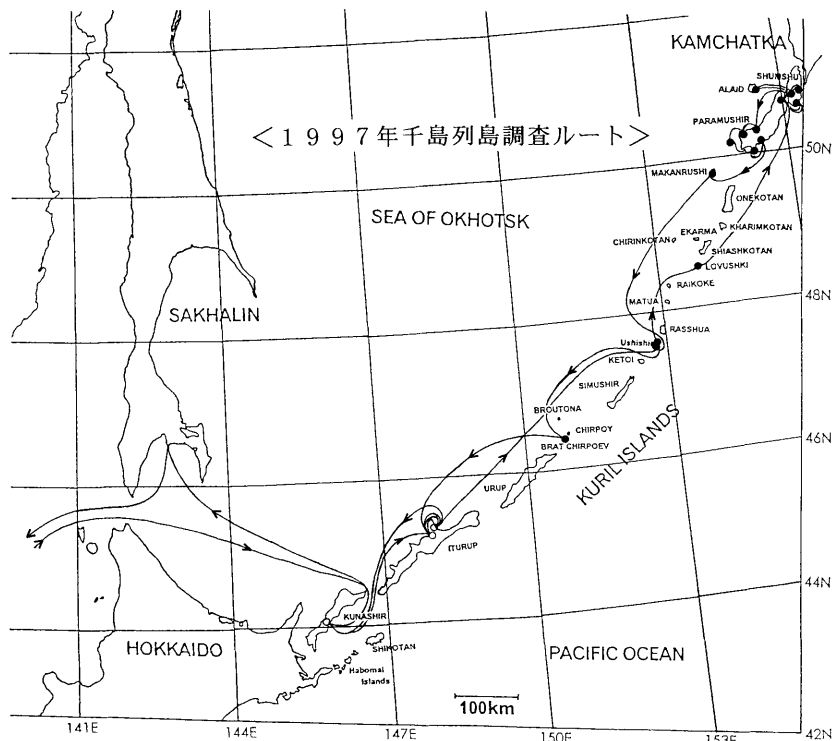 KAMCHATKA
SHUMSHU
ALAID
PARAMUSHIR
<1997年千島列島調査ルート>
50N
MAKANRUSHI
ONEKOTAN
SEA OF OKHOTSK
KHARIMKOTAN
EKARMA
CHIRINKOTAN
SHIASHKOTAN
LOVUSHKI
RAIKOKE
48N
MATUA
SAKHALIN
RASSHUA
Ushishi
KETOI
SIMUSHIR
BROUTONA
CHIRPOY
BRAT CHIRPOEV
46N
KURIL ISLANDS
URUP
ITURUP
44N
KUNASHIR
SHIKOTAN
HOKKAIDO
PACIFIC OCEAN
Habomai
Islands
100km
141E
144E
147E
150E
153E
42N